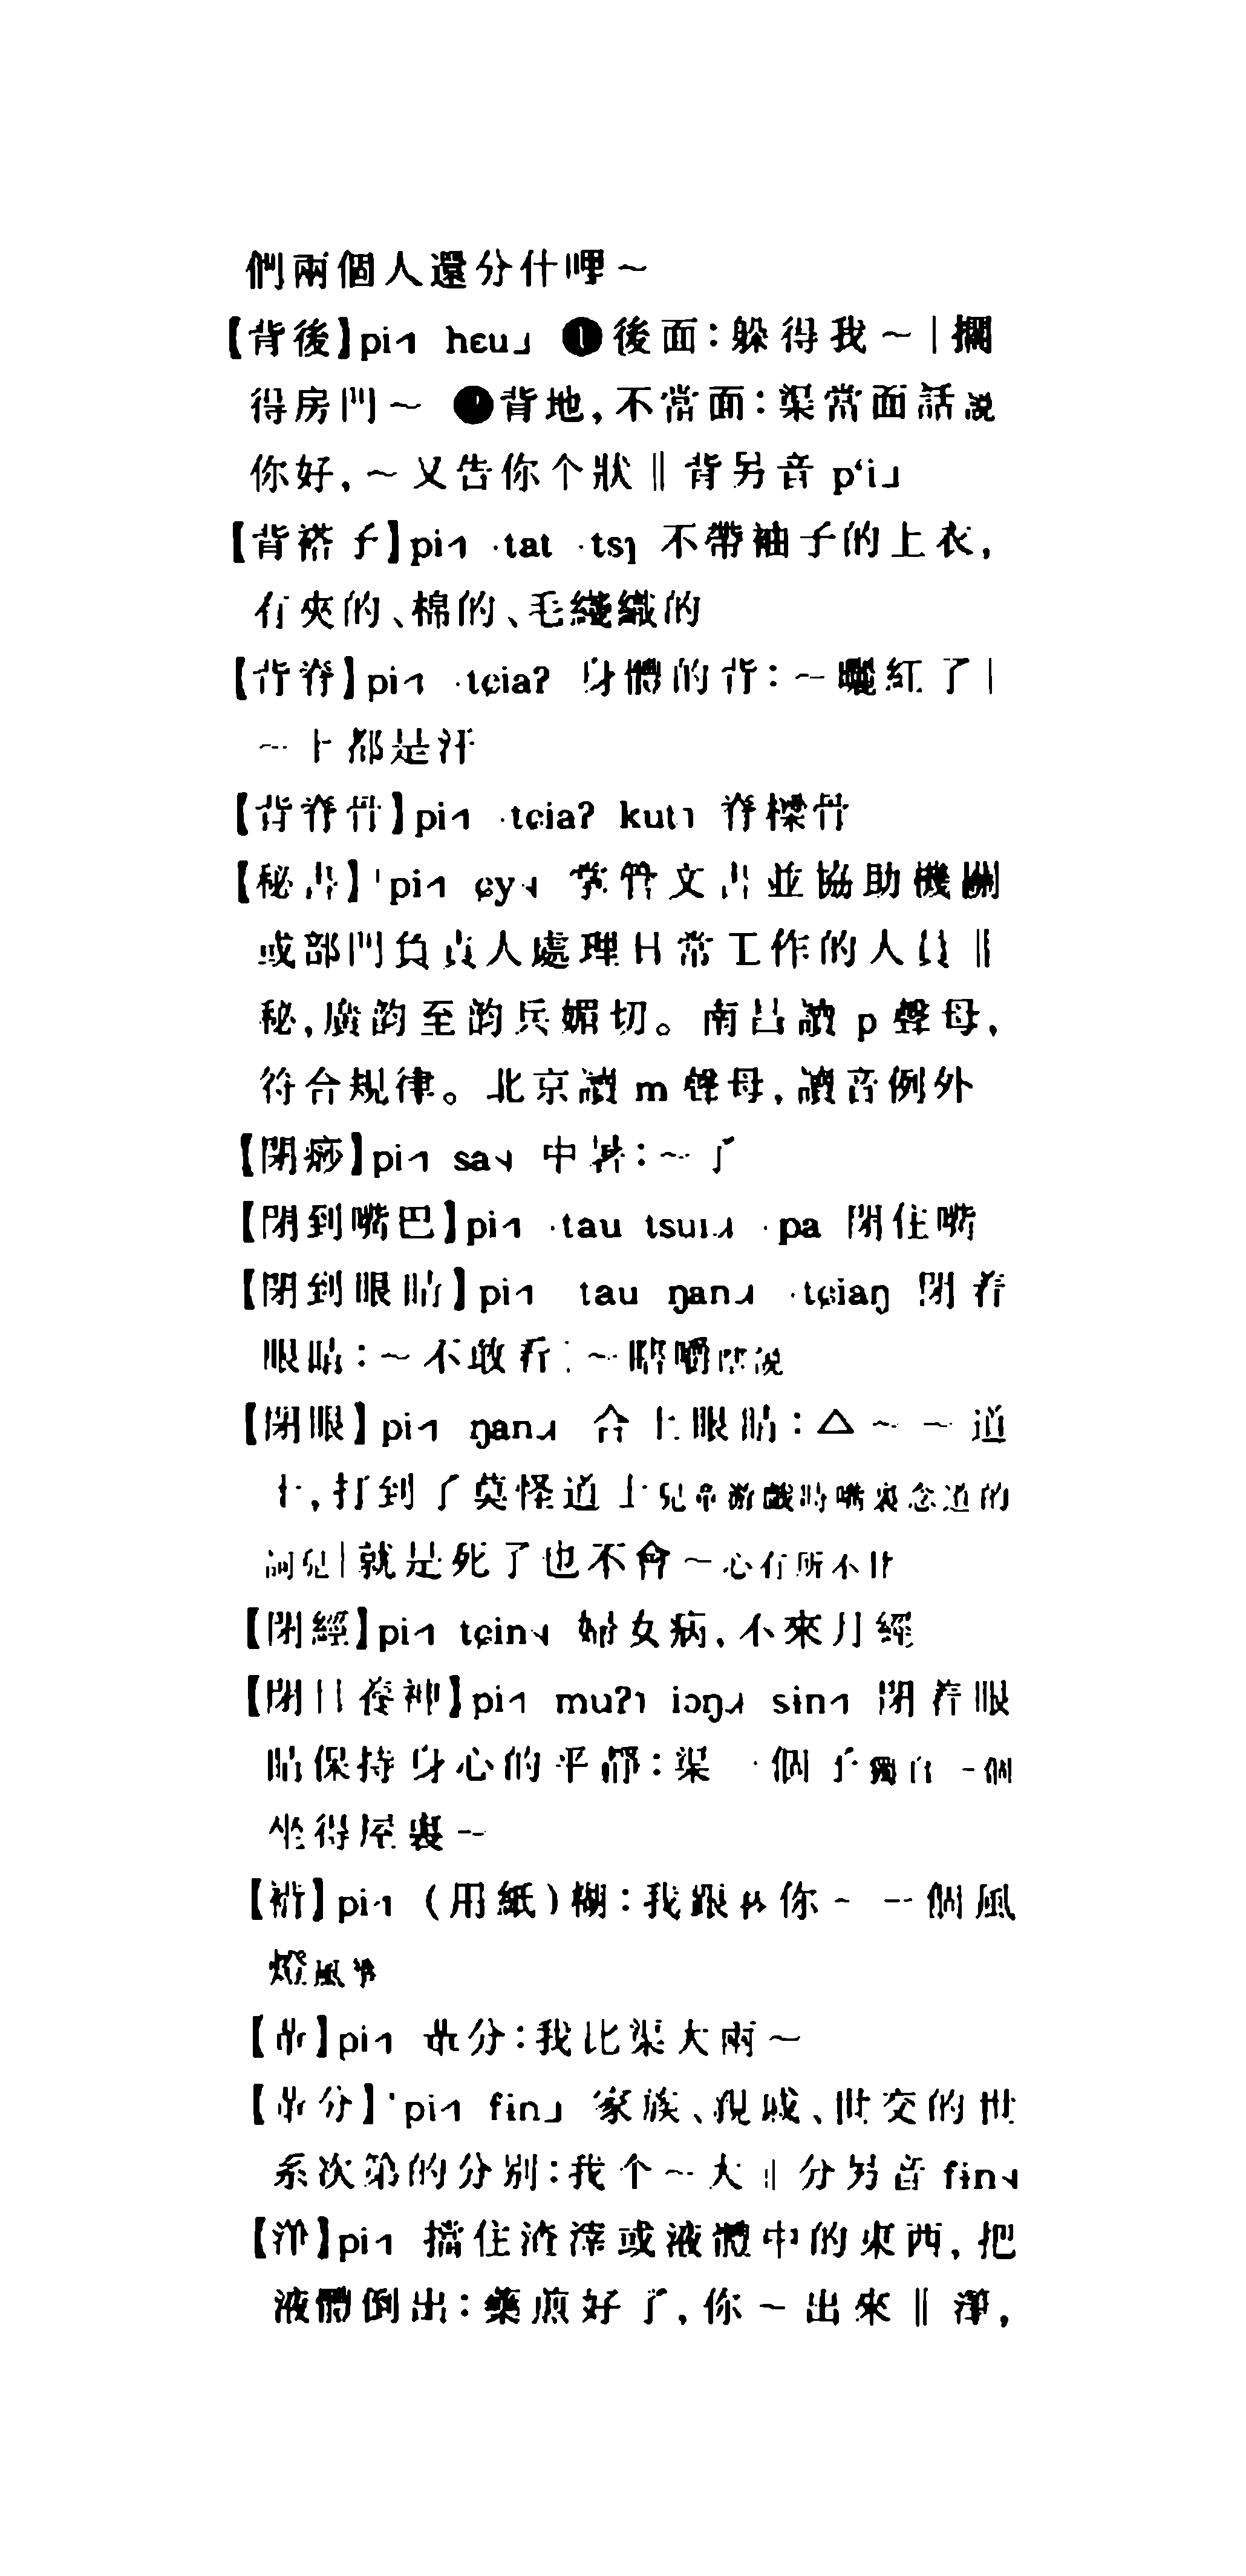 們兩個人還分什哩～
【背後】pi˧ hɛu˩ ❶後面：躲得我～｜擱
得房門～ ❷背地，不當面：渠當面話說
你好，～又告你个狀‖背另音 p‘i˩
【背褡子】pi˧ ·tat ·tsɿ 不帶袖子的上衣，
有夾的、棉的、毛綫織的
【背脊】pi˧ ·tɕiaʔ 身體的背：～曬紅了｜
～上都是汗
【背脊骨】pi˧ ·tɕiaʔ kut˥ 脊樑骨
【秘書】'pi˧ ɕy˨ 掌管文書並協助機關
或部門負責人處理日常工作的人員‖
秘，廣韵至韵兵媚切。南昌讀 p 聲母，
符合規律。北京讀 m 聲母，讀音例外
【閉痧】pi˧ sa˨ 中暑：～了
【閉到嘴巴】pi˧ ·tau tsui˨ ·pa 閉住嘴
【閉到眼睛】pi˧ tau ŋan˨ ·tɕiaŋ 閉着
眼睛：～不敢看｜～瞎嚼瞎說
【閉眼】pi˧ ŋan˨ 合上眼睛：△～一道
士，打到了莫怪道士兒童游戲時嘴裏念道的
詞兒｜就是死了也不會～心有所不甘
【閉經】pi˧ tɕin˨ 婦女病，不來月經
【閉目養神】pi˧ muʔ˥ iɔŋ˨ sɨn˧ 閉着眼
睛保持身心的平靜：渠一個子獨自一個
坐得屋裏～
【褙】pi˧ （用紙）糊：我跟你～一個風
燈風箏
【輩】pi˧ 輩分：我比渠大兩～
【輩分】'pi˧ fɨn˩ 家族、親戚、世交的世
系次第的分別：我个～大‖分另音 fɨn˨
【滗】pi˧ 擋住渣滓或液體中的東西，把
液體倒出：藥煎好了，你～出來‖潷，